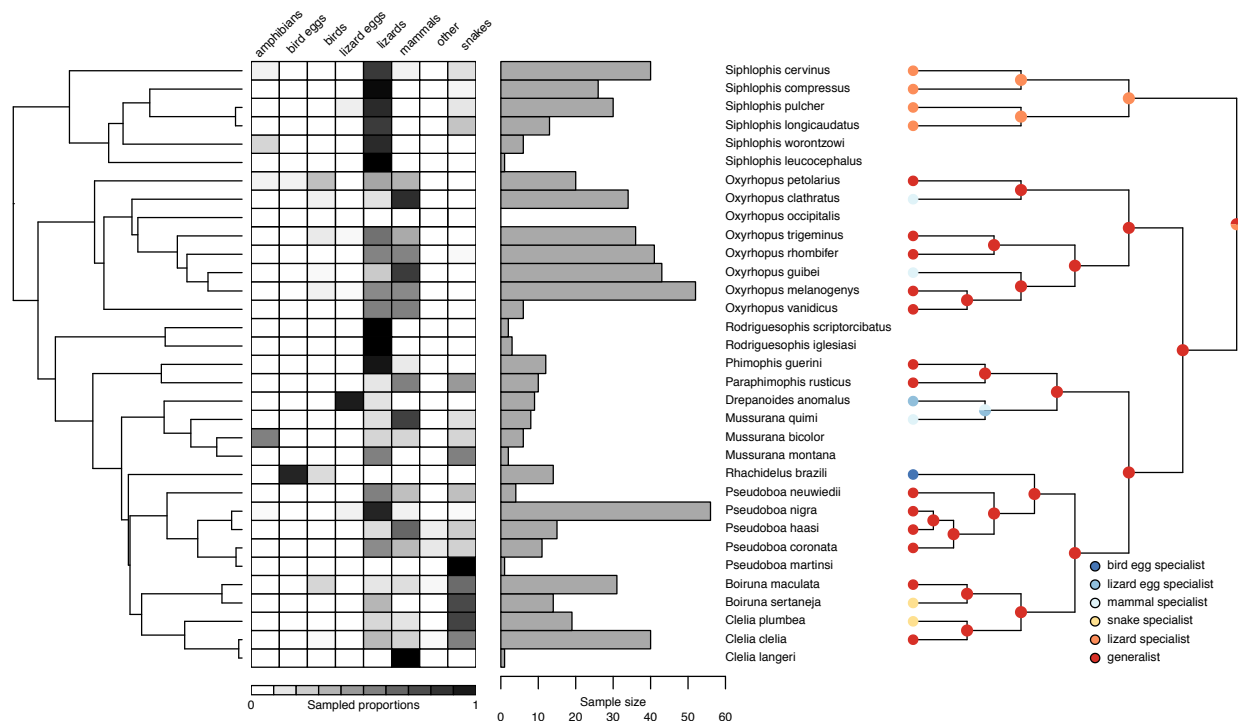 amphibians
bird eggs
birds
lizard eggs
lizards
mammals
other
snakes
Siphlophis cervinus
Siphlophis compressus
Siphlophis pulcher
Siphlophis longicaudatus
Siphlophis worontzowi
Siphlophis leucocephalus
Oxyrhopus petolarius
Oxyrhopus clathratus
Oxyrhopus occipitalis
Oxyrhopus trigeminus
Oxyrhopus rhombifer
Oxyrhopus guibei
Oxyrhopus melanogenys
Oxyrhopus vanidicus
Rodriguesophis scriptorcibatus
Rodriguesophis iglesiasi
Phimophis guerini
Paraphimophis rusticus
Drepanoides anomalus
Mussurana quimi
Mussurana bicolor
Mussurana montana
Rhachidelus brazili
Pseudoboa neuwiedii
Pseudoboa nigra
Pseudoboa haasi
Pseudoboa coronata
Pseudoboa martinsi
Boiruna maculata
Boiruna sertaneja
Clelia plumbea
Clelia clelia
Clelia langeri
bird egg specialist
lizard egg specialist
mammal specialist
snake specialist
lizard specialist
generalist
0 Sampled proportions 1
Sample size
0 10 20 30 40 50 60